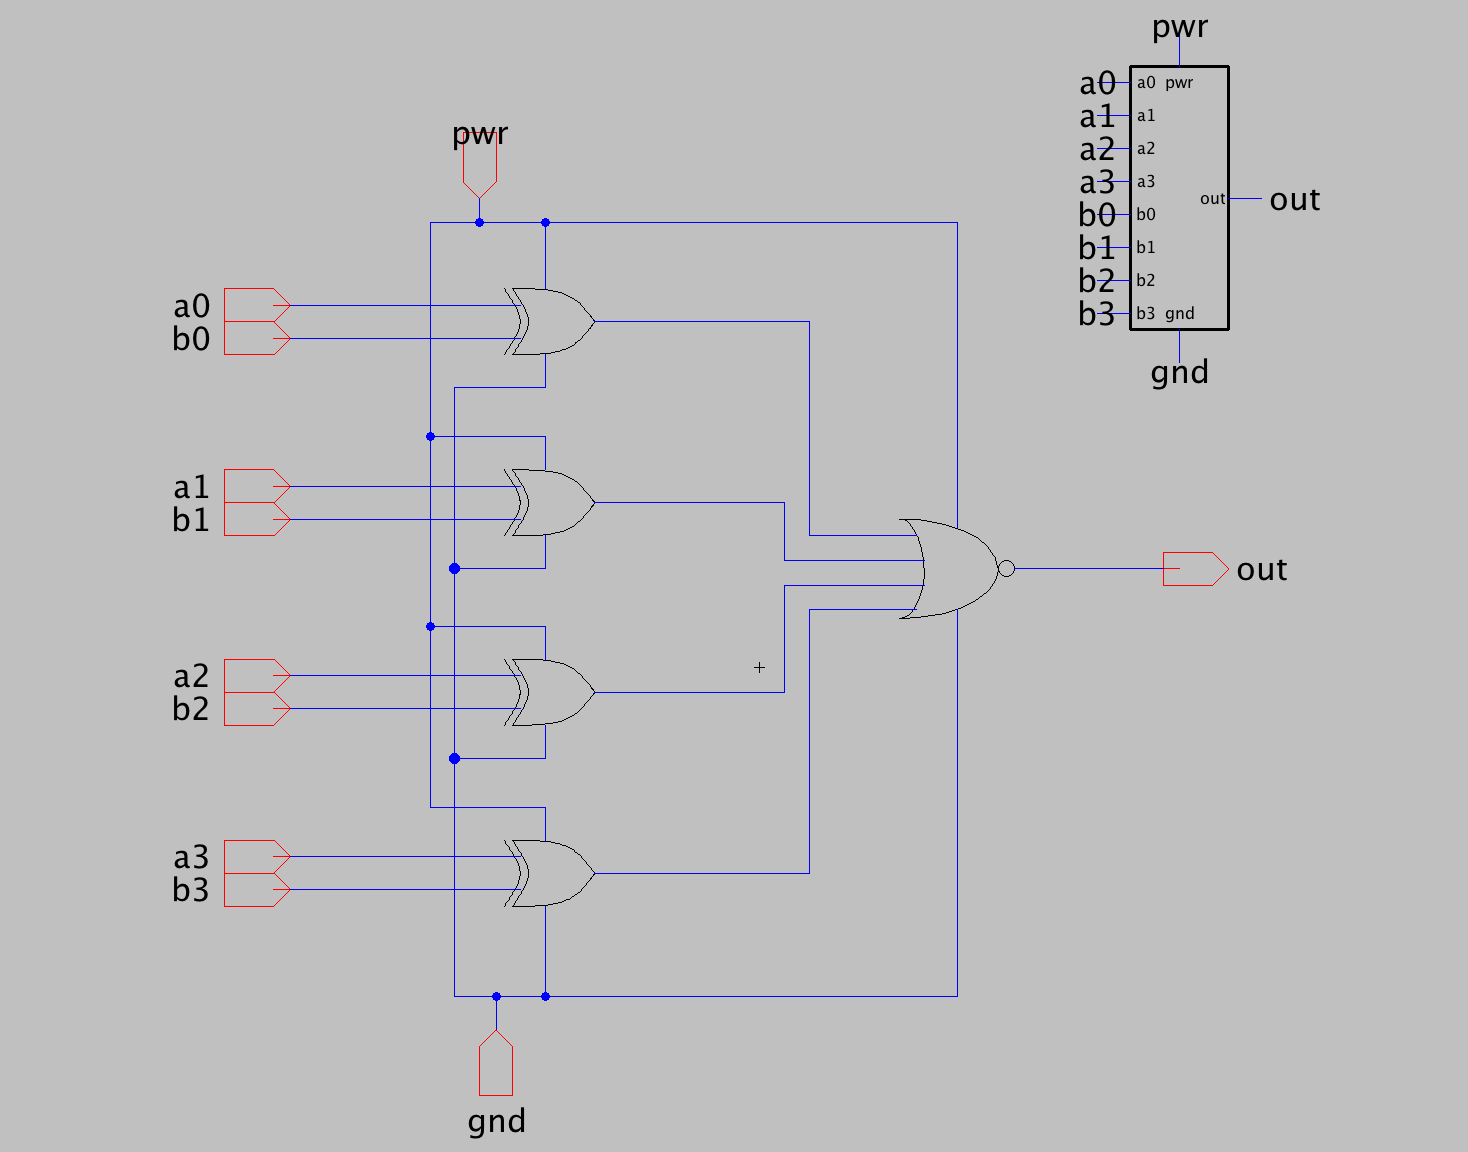 pwr
a0
b0
a1
b1
a2
b2
a3
b3
gnd
out
pwr
a0 a0 pwr
a1 a1
a2 a2
a3 a3
out out
b0 b0
b1 b1
b2 b2
b3 b3 gnd
gnd